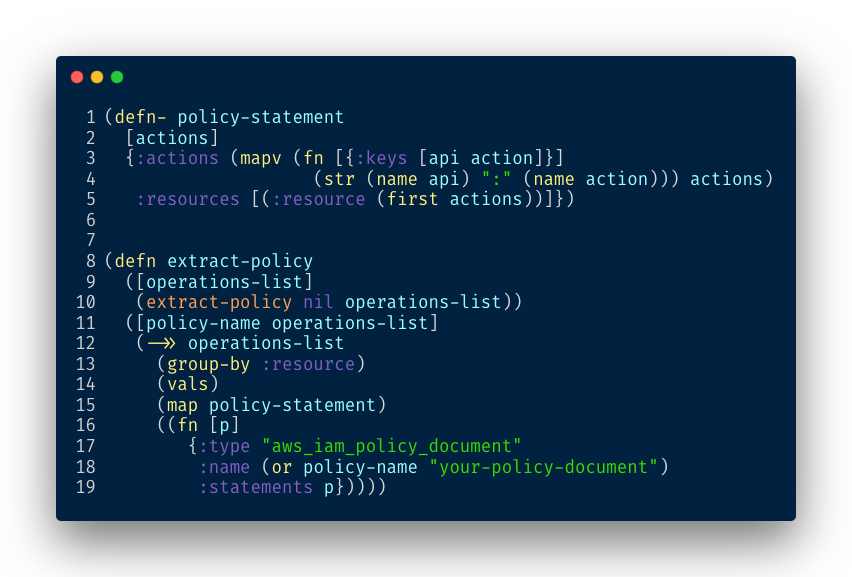 1 (defn- policy-statement
2   [actions]
3   {:actions (mapv (fn [{:keys [api action]}]
4                     (str (name api) ":" (name action))) actions)
5    :resources [(:resource (first actions))]})
6
7
8 (defn extract-policy
9   ([operations-list]
10    (extract-policy nil operations-list))
11   ([policy-name operations-list]
12    (->> operations-list
13      (group-by :resource)
14      (vals)
15      (map policy-statement)
16      ((fn [p]
17         {:type "aws_iam_policy_document"
18          :name (or policy-name "your-policy-document")
19          :statements p})))))